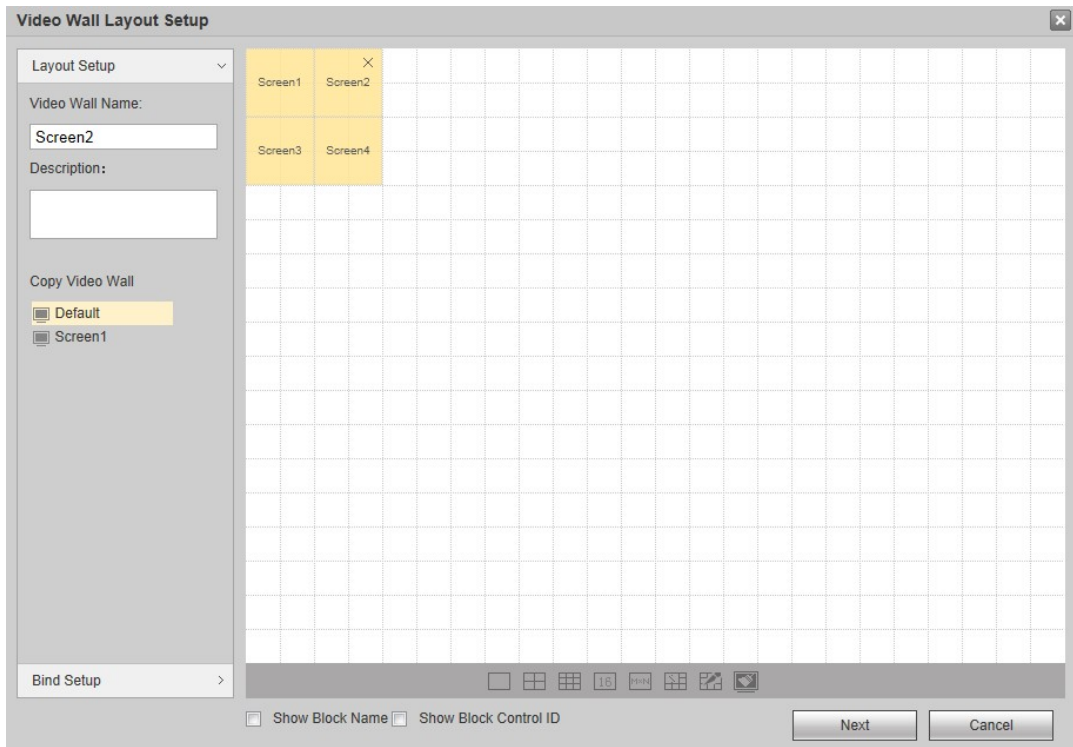 Video Wall Layout Setup
Layout Setup
Video Wall Name:
Screen2
Description:
Copy Video Wall
Default
Screen1
Bind Setup
Screen1 Screen2
Screen3 Screen4
16 M×N
Show Block Name Show Block Control ID
Next Cancel